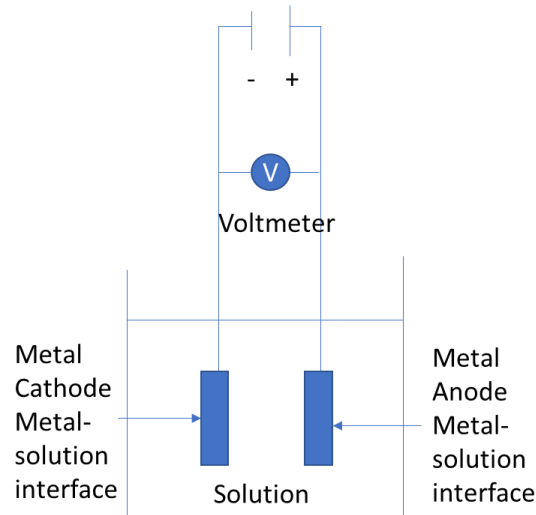 - +
V
Voltmeter
Metal
Cathode
Metal-
solution
interface
Metal
Anode
Metal-
solution
interface
Solution